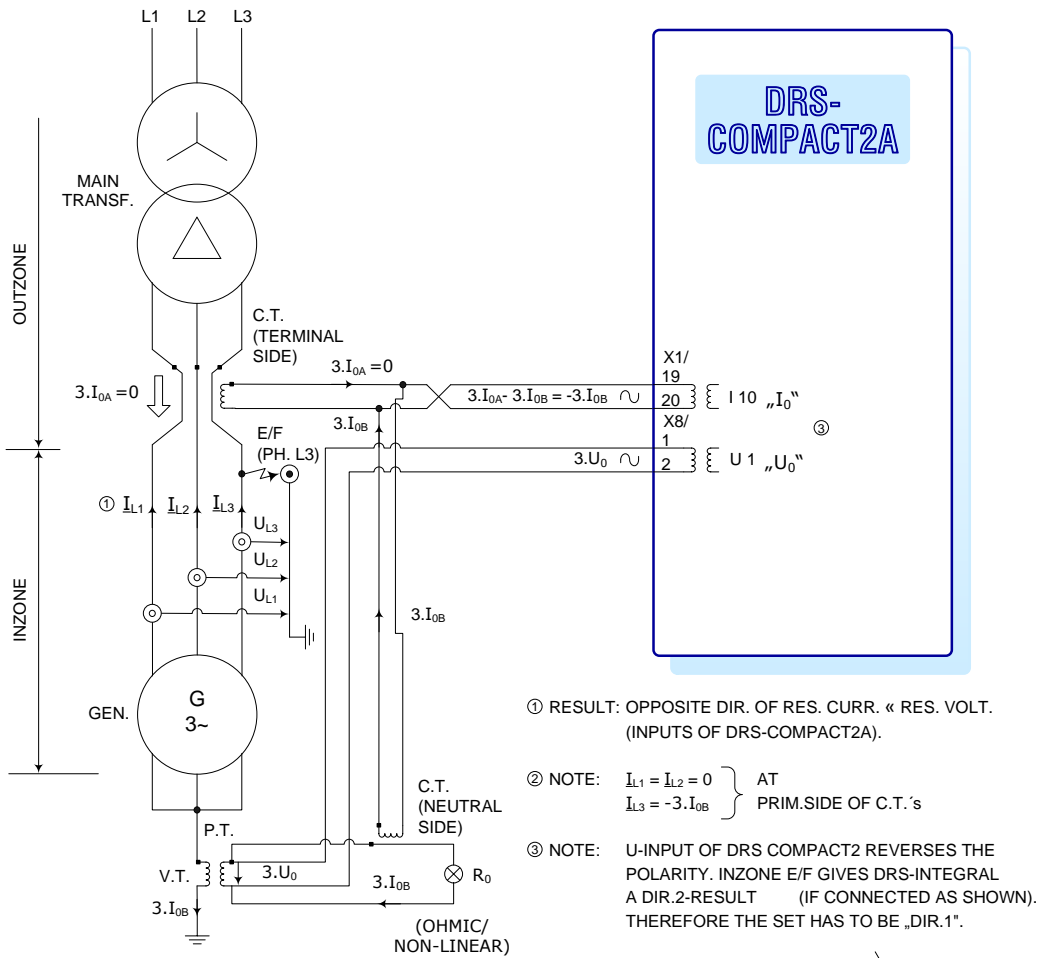 L1 L2 L3
DRS-
COMPACT2A
MAIN
TRANSF.
OUTZONE
C.T.
(TERMINAL
SIDE)
3.I0A =0
3.I0A =0
X1/
19
20
3.I0A- 3.I0B = -3.I0B
I 10 „I0“
3.I0B
X8/
1
2
3.U0
U 1 „U0“
③
E/F
(PH. L3)
① IL1 IL2 IL3
UL3
UL2
UL1
INZONE
3.I0B
G
3~
GEN.
① RESULT: OPPOSITE DIR. OF RES. CURR. « RES. VOLT.
(INPUTS OF DRS-COMPACT2A).
② NOTE: IL1 = IL2 = 0 } AT
IL3 = -3.I0B PRIM.SIDE OF C.T.´s
C.T.
(NEUTRAL
SIDE)
P.T.
V.T.
3.U0
3.I0B
R0
3.I0B
(OHMIC/
NON-LINEAR)
③ NOTE: U-INPUT OF DRS COMPACT2 REVERSES THE
POLARITY. INZONE E/F GIVES DRS-INTEGRAL
A DIR.2-RESULT (IF CONNECTED AS SHOWN).
THEREFORE THE SET HAS TO BE „DIR.1".